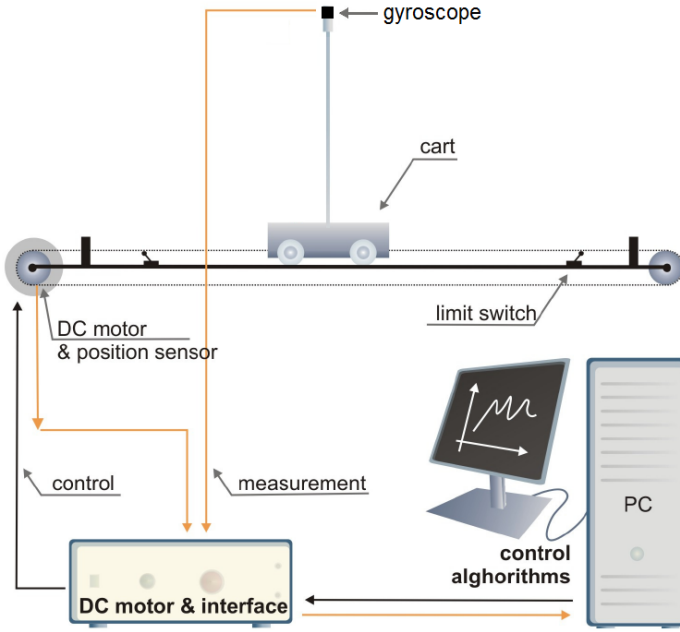 gyroscope
cart
limit switch
DC motor
& position sensor
control
measurement
PC
control
alghorithms
DC motor & interface